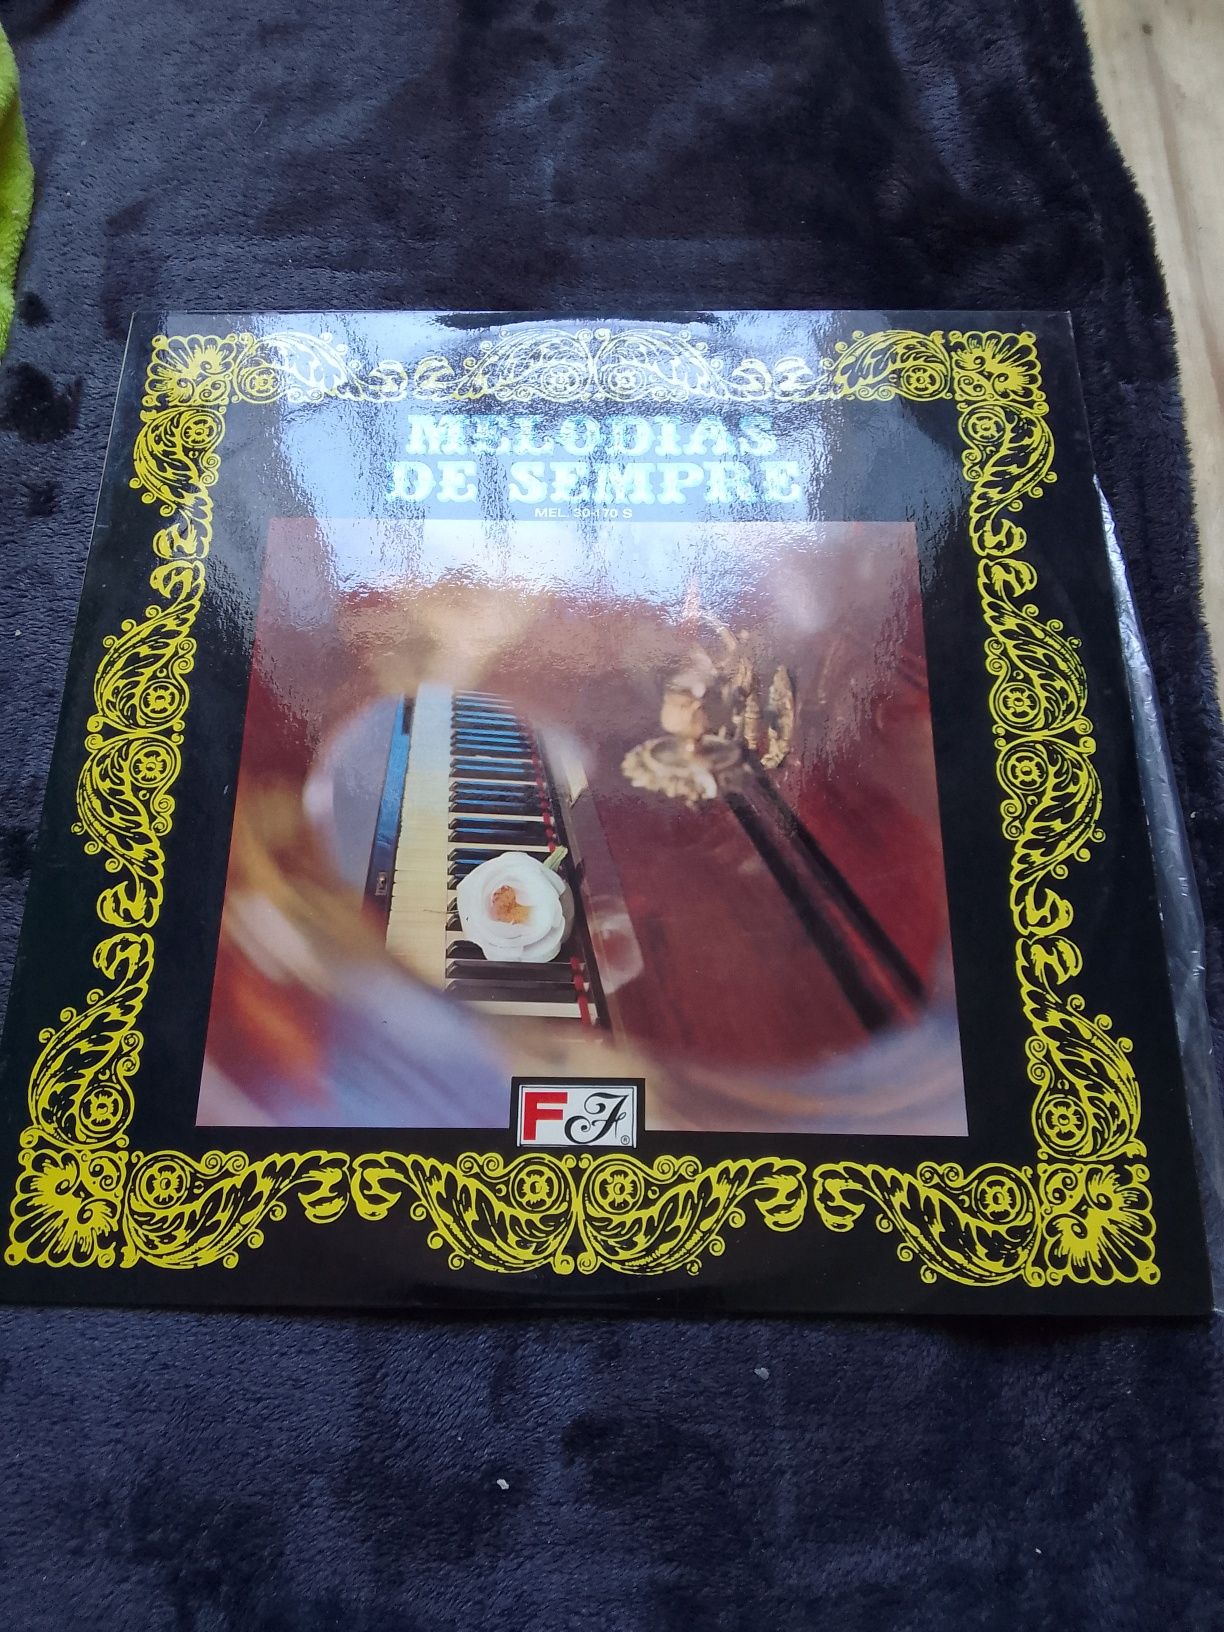 MELODIAS
DE SEMPRE
MEL. 30-170 S
FJ®